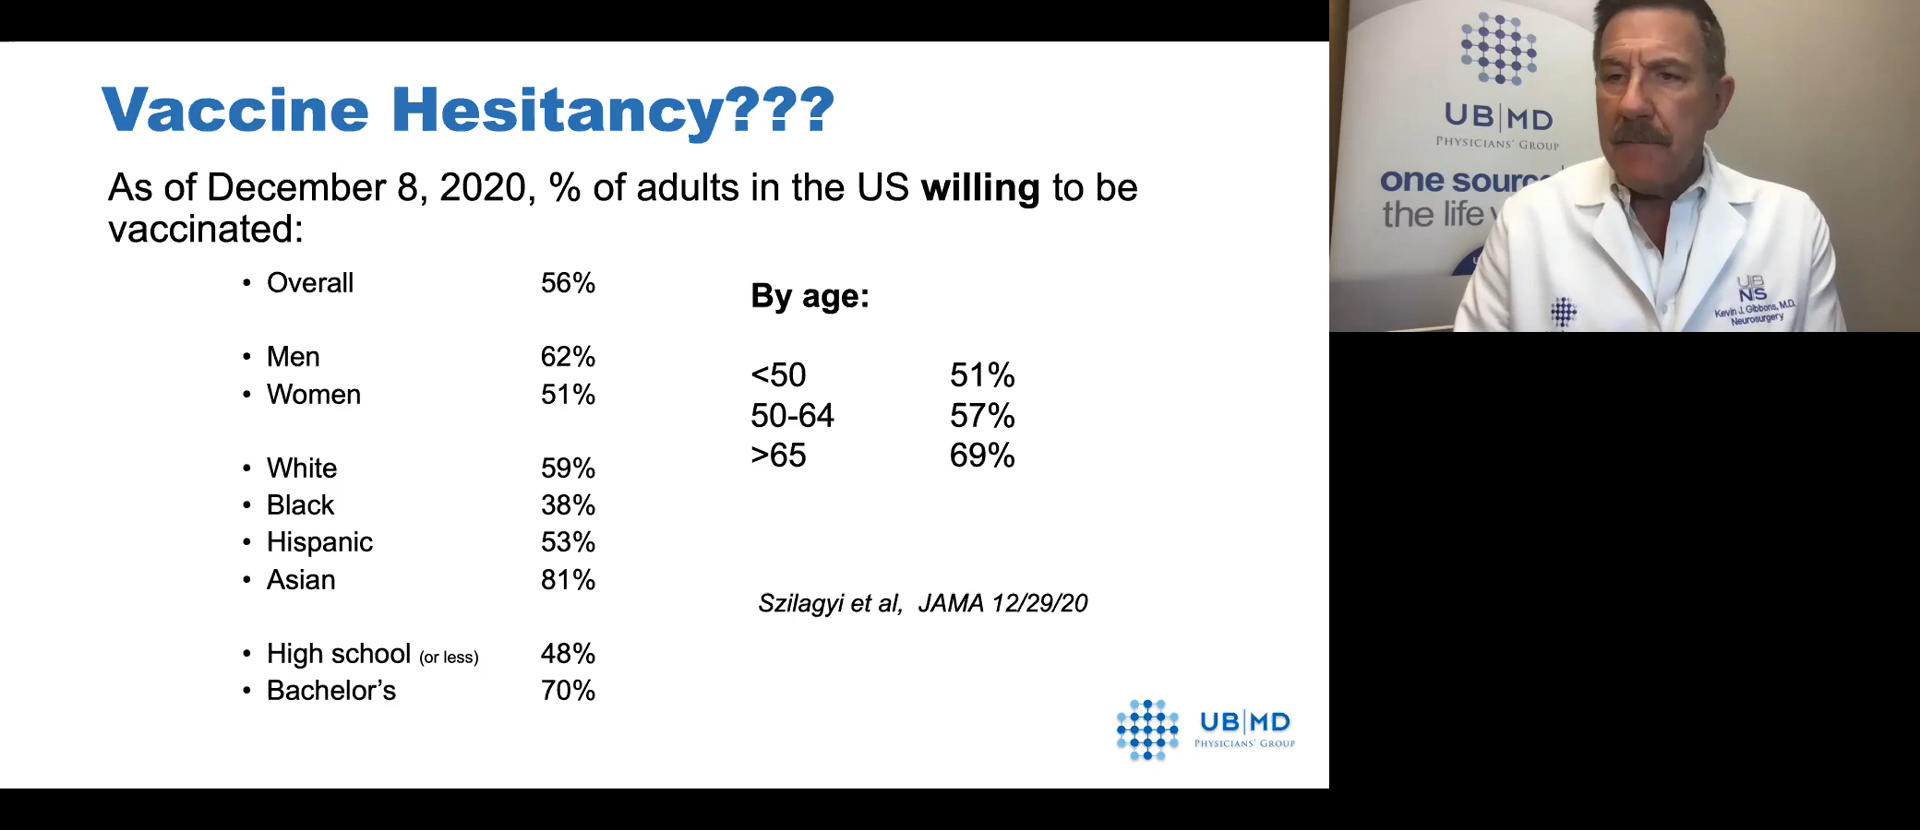 Vaccine Hesitancy???
As of December 8, 2020, % of adults in the US willing to be
vaccinated:
• Overall 56%
• Men 62%
• Women 51%
• White 59%
• Black 38%
• Hispanic 53%
• Asian 81%
• High school (or less) 48%
• Bachelor’s 70%
By age:
<50 51%
50-64 57%
>65 69%
Szilagyi et al, JAMA 12/29/20
UB|MD
PHYSICIANS' GROUP
UB|MD
PHYSICIANS' GROUP
one sourc
the life
UB
NS
Kevin J. Gibbons, M.D.
Neurosurgery